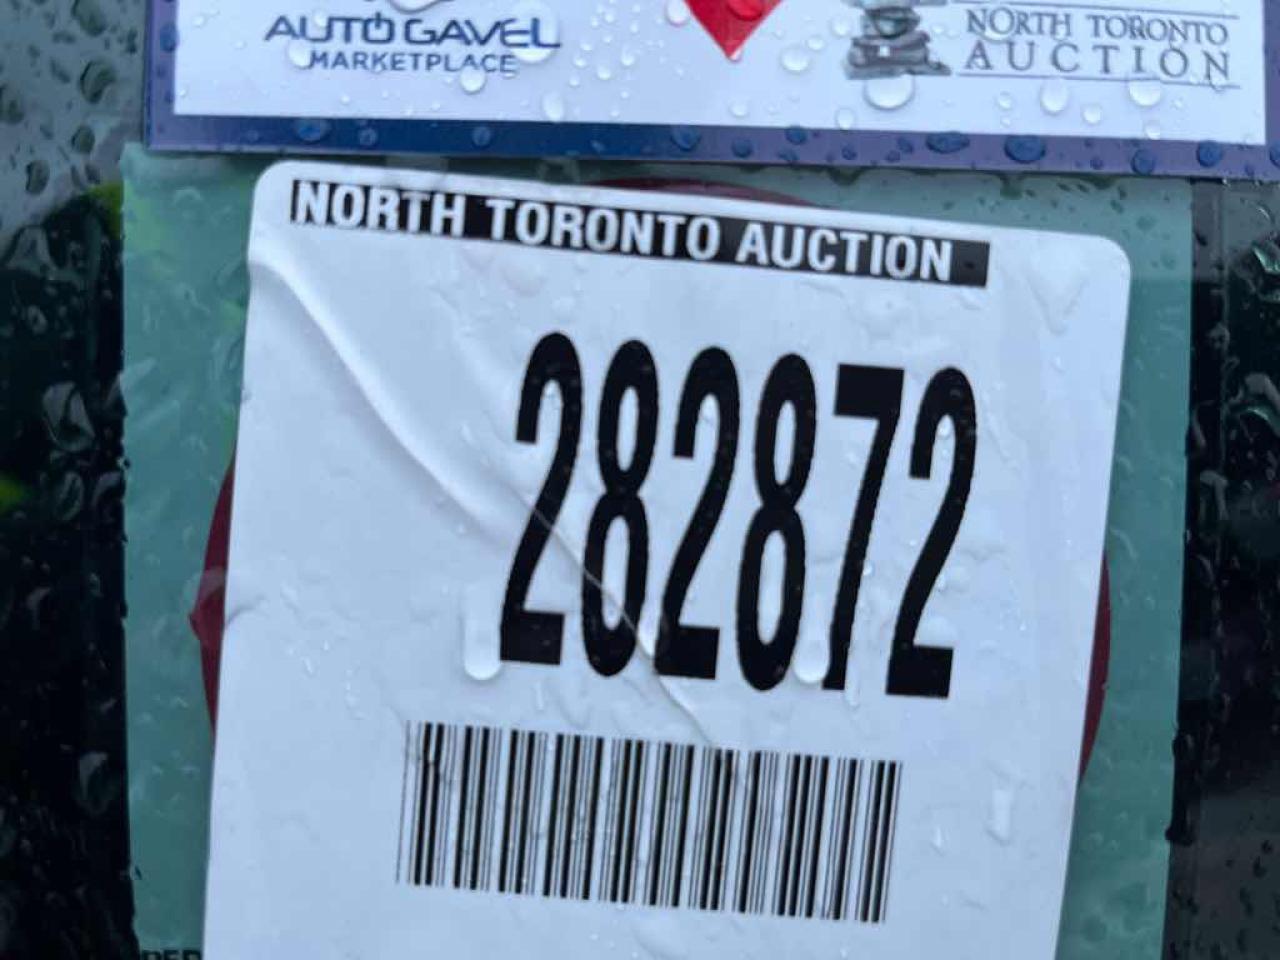 AUTO GAVEL
MARKETPLACE
NORTH TORONTO
AUCTION
NORTH TORONTO AUCTION
282872